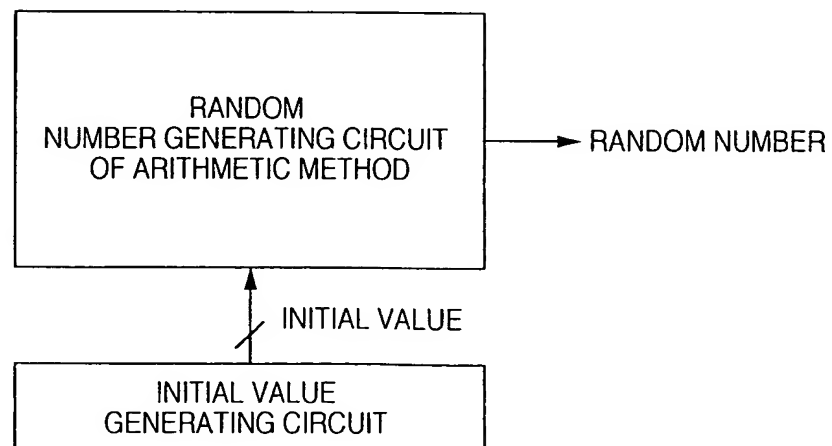 RANDOM
NUMBER GENERATING CIRCUIT
OF ARITHMETIC METHOD
RANDOM NUMBER
INITIAL VALUE
INITIAL VALUE
GENERATING CIRCUIT